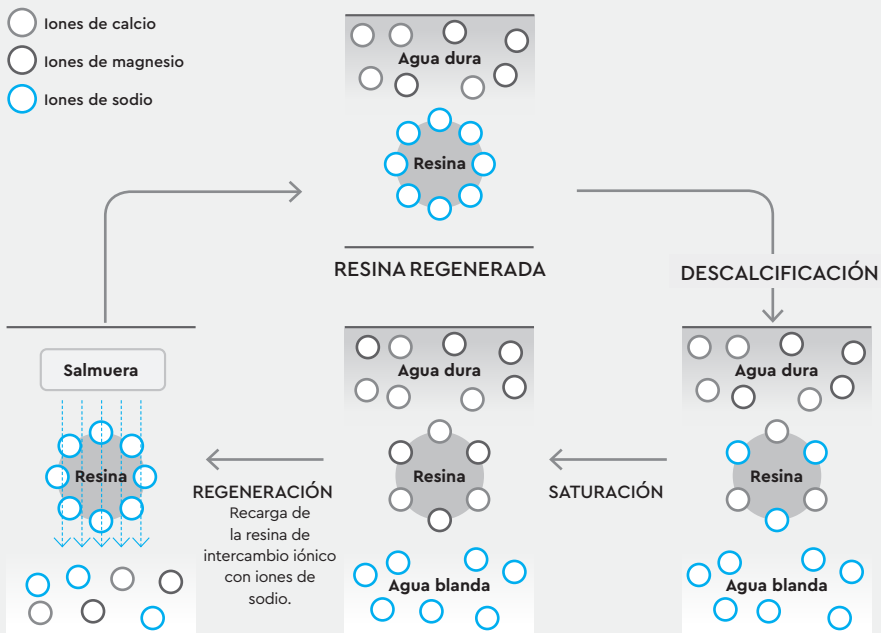 Iones de calcio
Iones de magnesio
Iones de sodio
Agua dura
Resina
RESINA REGENERADA
DESCALCIFICACIÓN
Agua dura
Resina
Agua blanda
SATURACIÓN
Agua dura
Resina
Agua blanda
REGENERACIÓN
Recarga de
la resina de
intercambio iónico
con iones de
sodio.
Salmuera
Resina